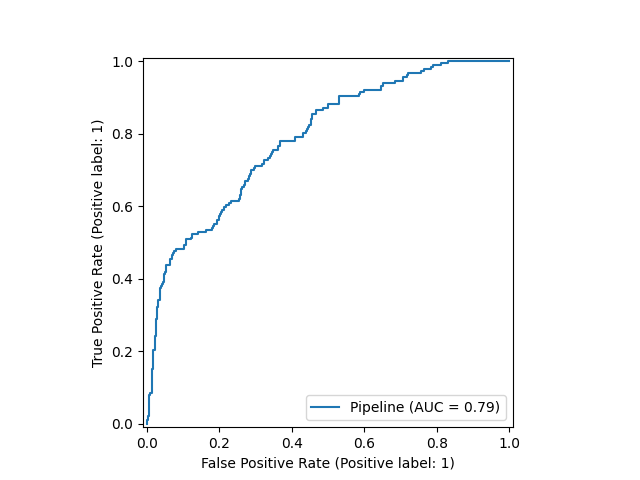 1.0
0.8
0.6
0.4
0.2
0.0
True Positive Rate (Positive label: 1)
Pipeline (AUC = 0.79)
0.0 0.2 0.4 0.6 0.8 1.0
False Positive Rate (Positive label: 1)